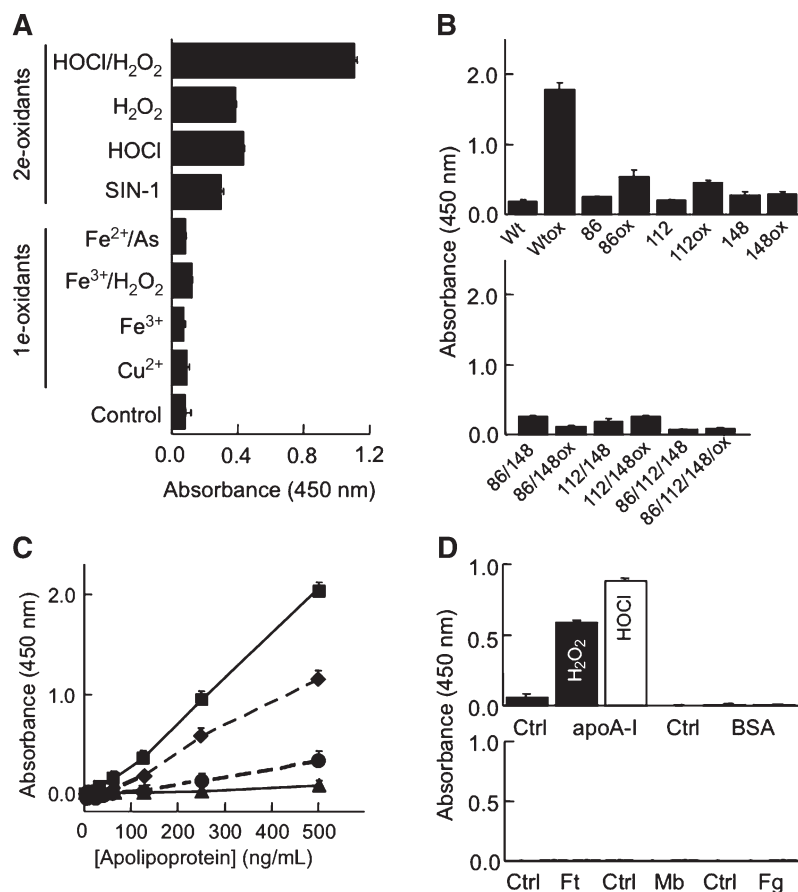 A
2e-oxidants
HOCl/H₂O₂
H₂O₂
HOCl
SIN-1
1e-oxidants
Fe²⁺/As
Fe³⁺/H₂O₂
Fe³⁺
Cu²⁺
Control
0.0 0.4 0.8 1.2
Absorbance (450 nm)
B
Absorbance (450 nm)
2.0
1.0
0.0
Wt Wtox 86 86ox 112 112ox 148 148ox
2.0
1.0
0.0
86/148 86/148ox 112/148 112/148ox 86/112/148 86/112/148/ox
C
Absorbance (450 nm)
2.0
1.0
0.0
0 100 200 300 400 500
[Apolipoprotein] (ng/mL)
D
Absorbance (450 nm)
1.0
0.5
0.0
H₂O₂
HOCl
Ctrl apoA-I Ctrl BSA
1.0
0.5
0.0
Ctrl Ft Ctrl Mb Ctrl Fg